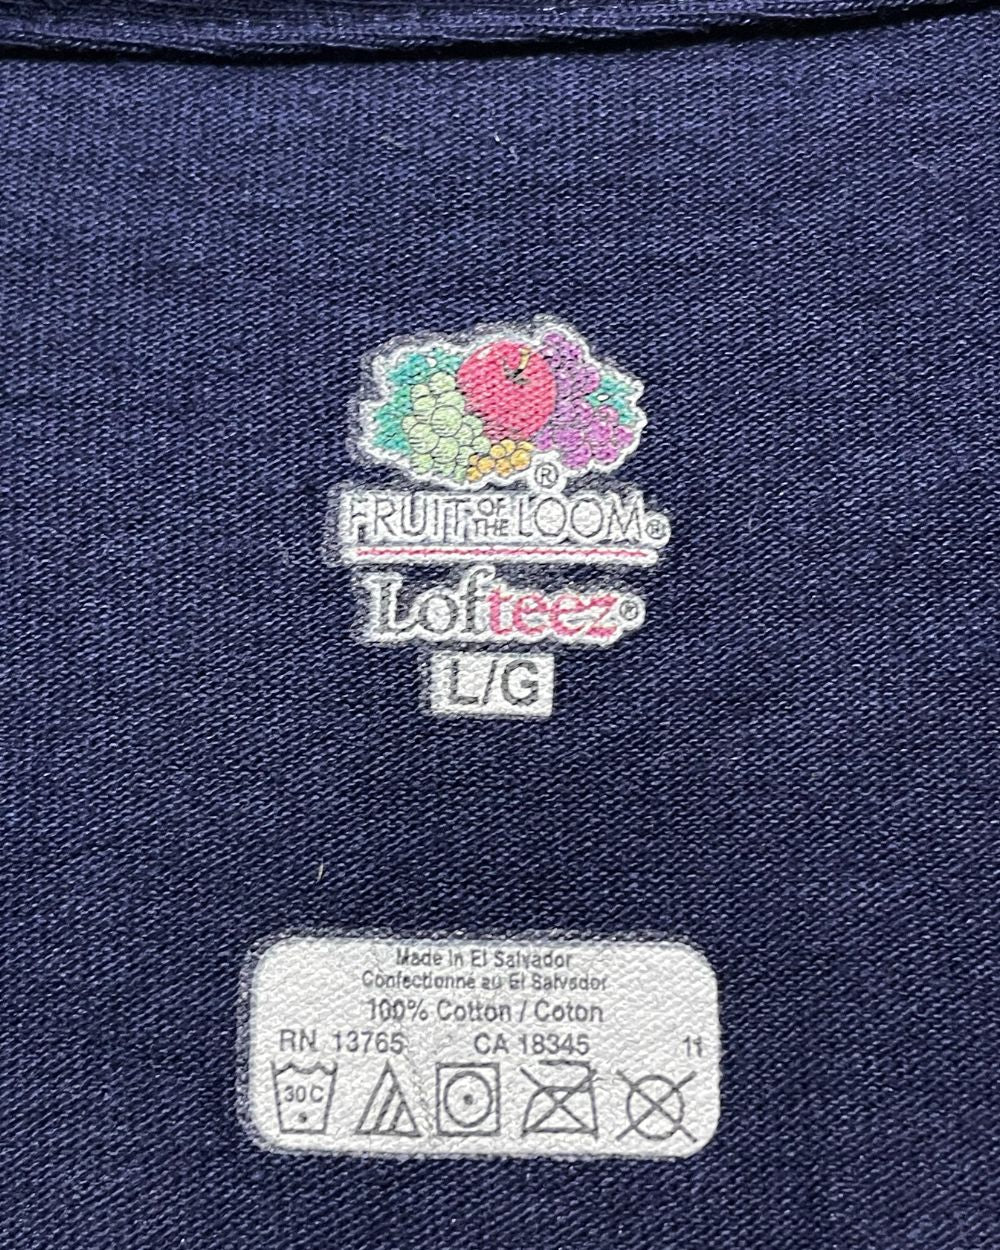 ®
FRUIT OF THE LOOM®
Lofteez®
L/G
Made in El Salvador
Confectionné au El Salvador
100% Cotton / Coton
RN 13765 CA 18345 11
30C